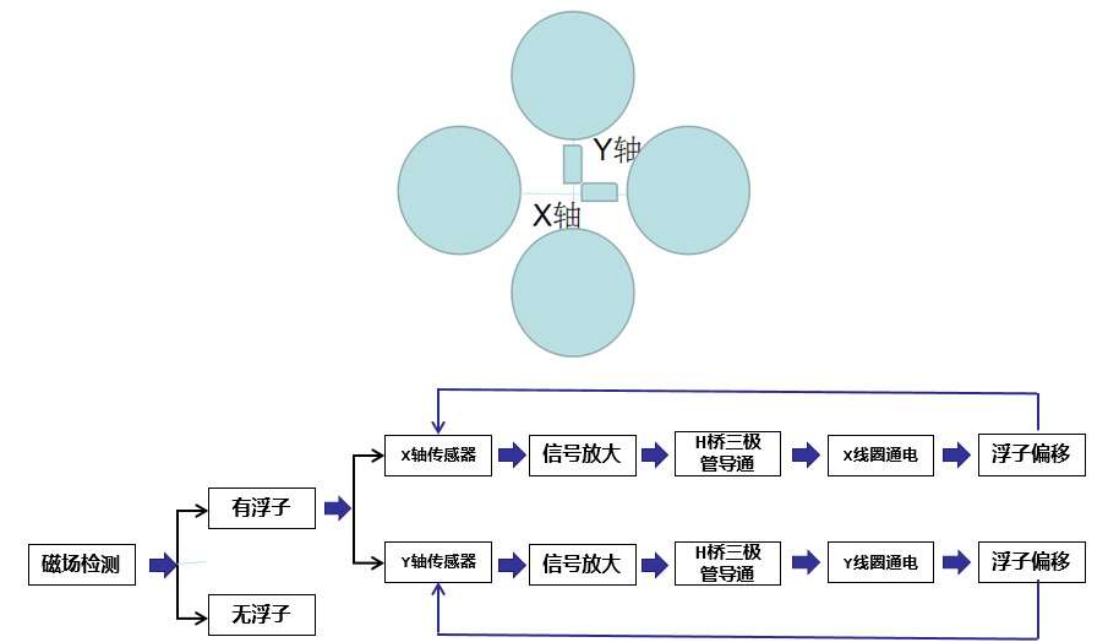 Y轴
X轴
X轴传感器
信号放大
H桥三极
管导通
X线圈通电
浮子偏移
有浮子
磁场检测
Y轴传感器
信号放大
H桥三极
管导通
Y线圈通电
浮子偏移
无浮子